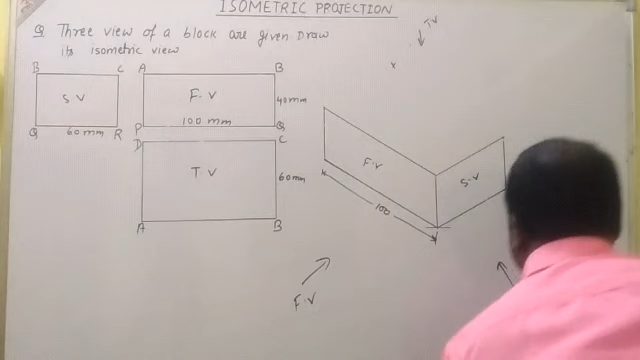 ISOMETRIC PROJECTION
Q Three view of a block are given Draw
its isometric view
B C
S V
Q 60mm R
A B
F. V
40mm
100 mm
P Q
D C
T V
60mm
A B
TV
x
F.V
S.V
100
F.V